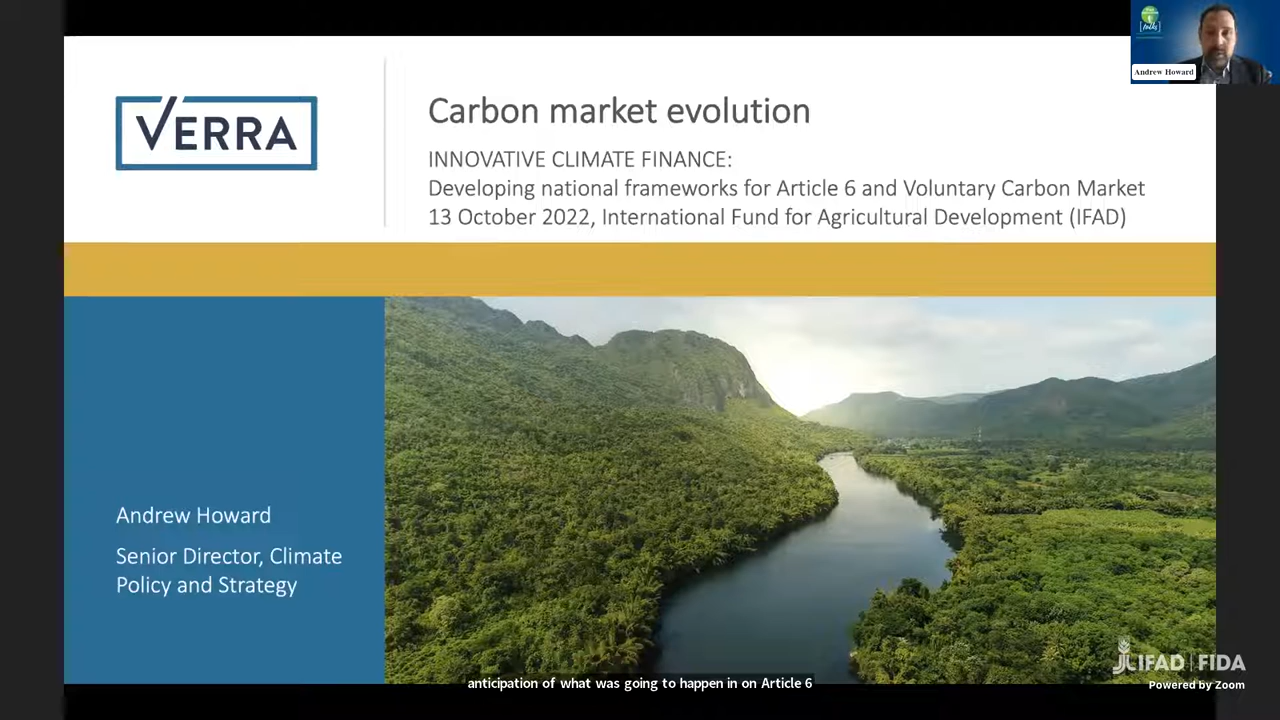 VERRA
Carbon market evolution
INNOVATIVE CLIMATE FINANCE:
Developing national frameworks for Article 6 and Voluntary Carbon Market
13 October 2022, International Fund for Agricultural Development (IFAD)
Andrew Howard
Andrew Howard
Senior Director, Climate
Policy and Strategy
IFAD | FIDA
Powered by Zoom
anticipation of what was going to happen in on Article 6